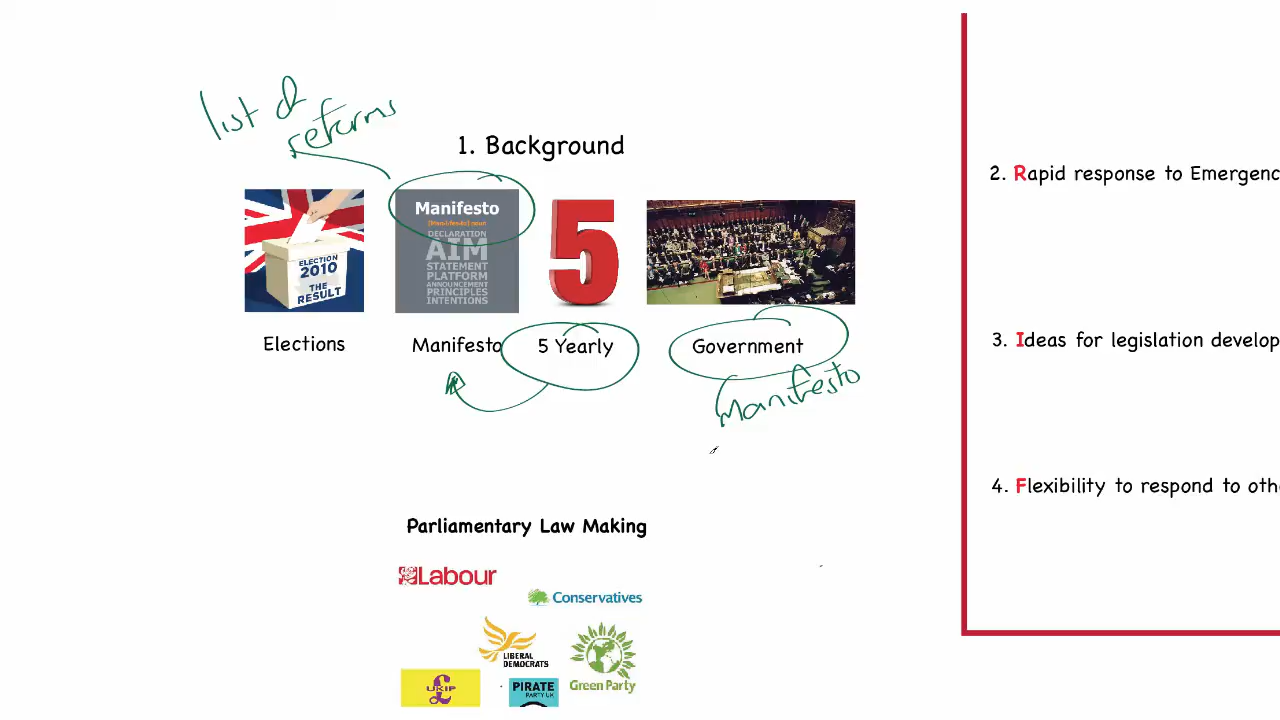 list of
reforms
1. Background
ELECTION
2010
THE
RESULT
Manifesto
DECLARATION
AIM
STATEMENT
PLATFORM
ANNOUNCEMENT
PRINCIPLES
INTENTIONS
5
Elections
Manifesto
5 Yearly
Government
Manifesto
Parliamentary Law Making
Labour
Conservatives
LIBERAL
DEMOCRATS
Green Party
UKIP
£
PIRATE
PARTY UK
2. Rapid response to Emergenc
3. Ideas for legislation develop
4. Flexibility to respond to oth